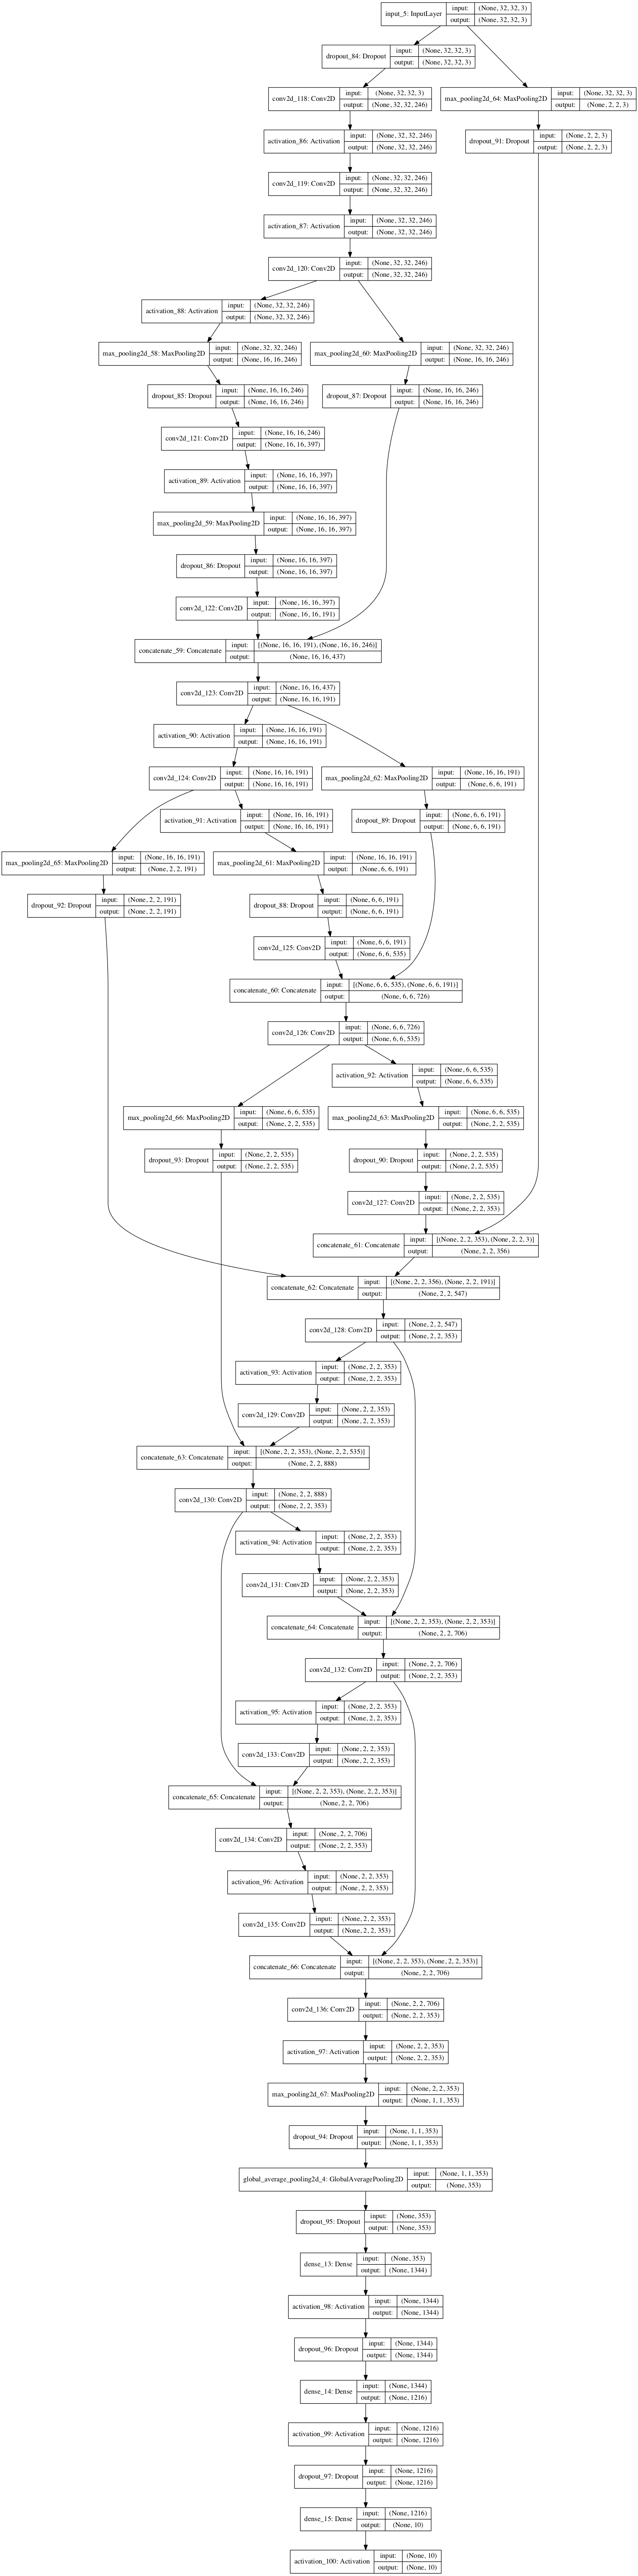 input_5: InputLayer input: (None, 32, 32, 3)
output: (None, 32, 32, 3)
dropout_84: Dropout input: (None, 32, 32, 3)
output: (None, 32, 32, 3)
conv2d_118: Conv2D input: (None, 32, 32, 3)
output: (None, 32, 32, 246)
max_pooling2d_64: MaxPooling2D input: (None, 32, 32, 3)
output: (None, 2, 2, 3)
activation_86: Activation input: (None, 32, 32, 246)
output: (None, 32, 32, 246)
dropout_91: Dropout input: (None, 2, 2, 3)
output: (None, 2, 2, 3)
conv2d_119: Conv2D input: (None, 32, 32, 246)
output: (None, 32, 32, 246)
activation_87: Activation input: (None, 32, 32, 246)
output: (None, 32, 32, 246)
conv2d_120: Conv2D input: (None, 32, 32, 246)
output: (None, 32, 32, 246)
activation_88: Activation input: (None, 32, 32, 246)
output: (None, 32, 32, 246)
max_pooling2d_58: MaxPooling2D input: (None, 32, 32, 246)
output: (None, 16, 16, 246)
max_pooling2d_60: MaxPooling2D input: (None, 32, 32, 246)
output: (None, 16, 16, 246)
dropout_85: Dropout input: (None, 16, 16, 246)
output: (None, 16, 16, 246)
dropout_87: Dropout input: (None, 16, 16, 246)
output: (None, 16, 16, 246)
conv2d_121: Conv2D input: (None, 16, 16, 246)
output: (None, 16, 16, 397)
activation_89: Activation input: (None, 16, 16, 397)
output: (None, 16, 16, 397)
max_pooling2d_59: MaxPooling2D input: (None, 16, 16, 397)
output: (None, 16, 16, 397)
dropout_86: Dropout input: (None, 16, 16, 397)
output: (None, 16, 16, 397)
conv2d_122: Conv2D input: (None, 16, 16, 397)
output: (None, 16, 16, 191)
concatenate_59: Concatenate input: [(None, 16, 16, 191), (None, 16, 16, 246)]
output: (None, 16, 16, 437)
conv2d_123: Conv2D input: (None, 16, 16, 437)
output: (None, 16, 16, 191)
activation_90: Activation input: (None, 16, 16, 191)
output: (None, 16, 16, 191)
conv2d_124: Conv2D input: (None, 16, 16, 191)
output: (None, 16, 16, 191)
max_pooling2d_62: MaxPooling2D input: (None, 16, 16, 191)
output: (None, 6, 6, 191)
activation_91: Activation input: (None, 16, 16, 191)
output: (None, 16, 16, 191)
dropout_89: Dropout input: (None, 6, 6, 191)
output: (None, 6, 6, 191)
max_pooling2d_65: MaxPooling2D input: (None, 16, 16, 191)
output: (None, 2, 2, 191)
max_pooling2d_61: MaxPooling2D input: (None, 16, 16, 191)
output: (None, 6, 6, 191)
dropout_92: Dropout input: (None, 2, 2, 191)
output: (None, 2, 2, 191)
dropout_88: Dropout input: (None, 6, 6, 191)
output: (None, 6, 6, 191)
conv2d_125: Conv2D input: (None, 6, 6, 191)
output: (None, 6, 6, 535)
concatenate_60: Concatenate input: [(None, 6, 6, 535), (None, 6, 6, 191)]
output: (None, 6, 6, 726)
conv2d_126: Conv2D input: (None, 6, 6, 726)
output: (None, 6, 6, 535)
activation_92: Activation input: (None, 6, 6, 535)
output: (None, 6, 6, 535)
max_pooling2d_66: MaxPooling2D input: (None, 6, 6, 535)
output: (None, 2, 2, 535)
max_pooling2d_63: MaxPooling2D input: (None, 6, 6, 535)
output: (None, 2, 2, 535)
dropout_93: Dropout input: (None, 2, 2, 535)
output: (None, 2, 2, 535)
dropout_90: Dropout input: (None, 2, 2, 535)
output: (None, 2, 2, 535)
conv2d_127: Conv2D input: (None, 2, 2, 535)
output: (None, 2, 2, 353)
concatenate_61: Concatenate input: [(None, 2, 2, 353), (None, 2, 2, 3)]
output: (None, 2, 2, 356)
concatenate_62: Concatenate input: [(None, 2, 2, 356), (None, 2, 2, 191)]
output: (None, 2, 2, 547)
conv2d_128: Conv2D input: (None, 2, 2, 547)
output: (None, 2, 2, 353)
activation_93: Activation input: (None, 2, 2, 353)
output: (None, 2, 2, 353)
conv2d_129: Conv2D input: (None, 2, 2, 353)
output: (None, 2, 2, 353)
concatenate_63: Concatenate input: [(None, 2, 2, 353), (None, 2, 2, 535)]
output: (None, 2, 2, 888)
conv2d_130: Conv2D input: (None, 2, 2, 888)
output: (None, 2, 2, 353)
activation_94: Activation input: (None, 2, 2, 353)
output: (None, 2, 2, 353)
conv2d_131: Conv2D input: (None, 2, 2, 353)
output: (None, 2, 2, 353)
concatenate_64: Concatenate input: [(None, 2, 2, 353), (None, 2, 2, 353)]
output: (None, 2, 2, 706)
conv2d_132: Conv2D input: (None, 2, 2, 706)
output: (None, 2, 2, 353)
activation_95: Activation input: (None, 2, 2, 353)
output: (None, 2, 2, 353)
conv2d_133: Conv2D input: (None, 2, 2, 353)
output: (None, 2, 2, 353)
concatenate_65: Concatenate input: [(None, 2, 2, 353), (None, 2, 2, 353)]
output: (None, 2, 2, 706)
conv2d_134: Conv2D input: (None, 2, 2, 706)
output: (None, 2, 2, 353)
activation_96: Activation input: (None, 2, 2, 353)
output: (None, 2, 2, 353)
conv2d_135: Conv2D input: (None, 2, 2, 353)
output: (None, 2, 2, 353)
concatenate_66: Concatenate input: [(None, 2, 2, 353), (None, 2, 2, 353)]
output: (None, 2, 2, 706)
conv2d_136: Conv2D input: (None, 2, 2, 706)
output: (None, 2, 2, 353)
activation_97: Activation input: (None, 2, 2, 353)
output: (None, 2, 2, 353)
max_pooling2d_67: MaxPooling2D input: (None, 2, 2, 353)
output: (None, 1, 1, 353)
dropout_94: Dropout input: (None, 1, 1, 353)
output: (None, 1, 1, 353)
global_average_pooling2d_4: GlobalAveragePooling2D input: (None, 1, 1, 353)
output: (None, 353)
dropout_95: Dropout input: (None, 353)
output: (None, 353)
dense_13: Dense input: (None, 353)
output: (None, 1344)
activation_98: Activation input: (None, 1344)
output: (None, 1344)
dropout_96: Dropout input: (None, 1344)
output: (None, 1344)
dense_14: Dense input: (None, 1344)
output: (None, 1216)
activation_99: Activation input: (None, 1216)
output: (None, 1216)
dropout_97: Dropout input: (None, 1216)
output: (None, 1216)
dense_15: Dense input: (None, 1216)
output: (None, 10)
activation_100: Activation input: (None, 10)
output: (None, 10)